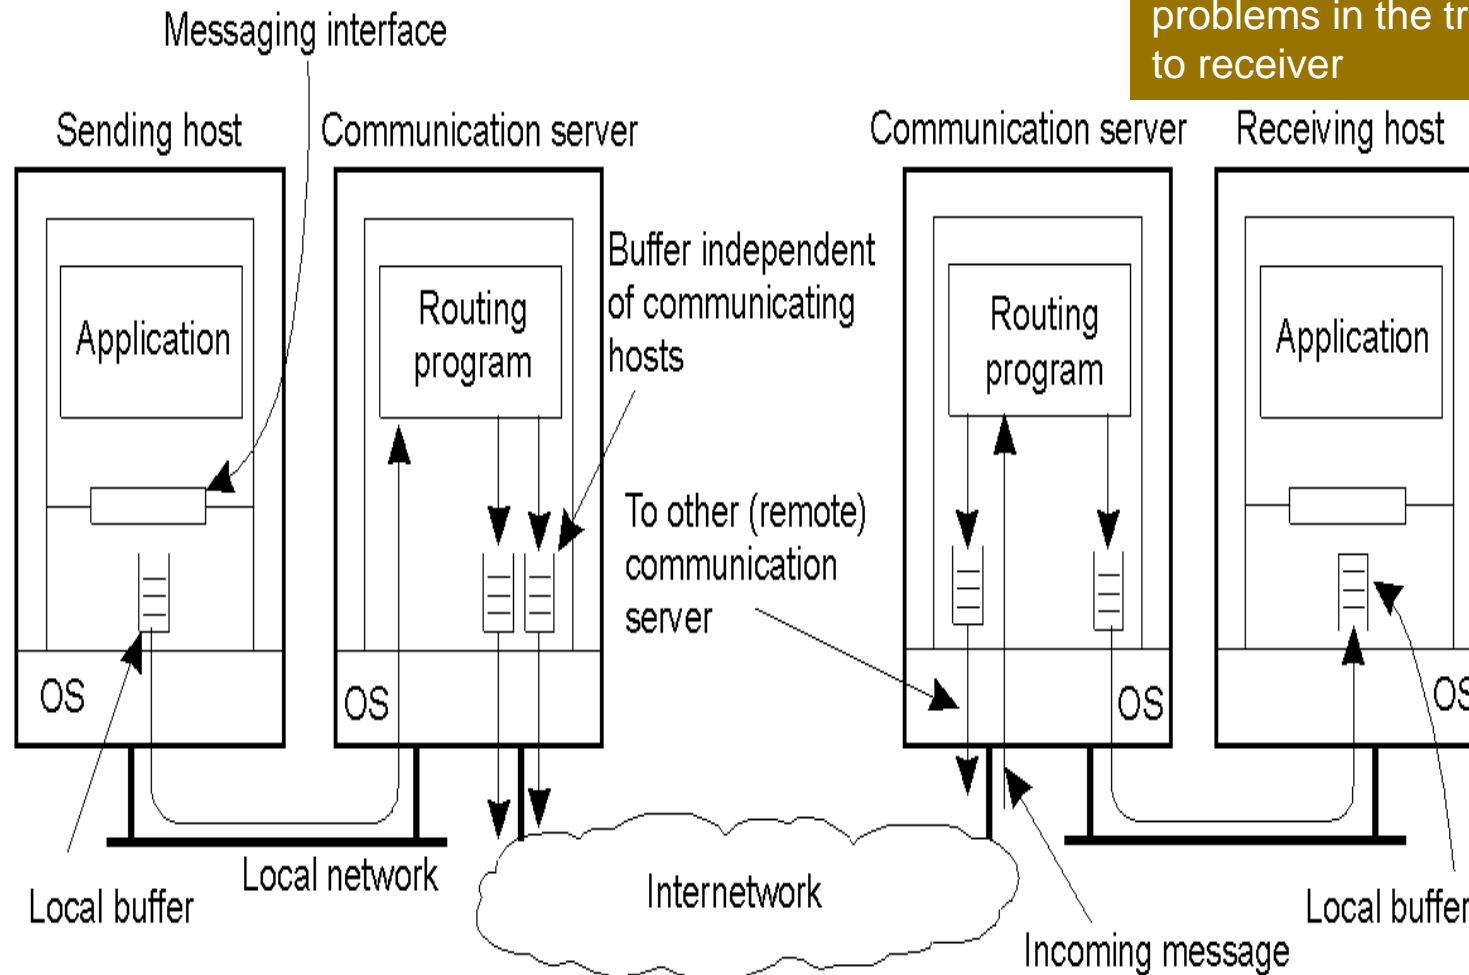 problems in the
to receiver
Messaging interface
Sending host
Communication server
Communication server
Receiving host
Buffer independent
of communicating
hosts
Application
Routing
program
Routing
program
Application
To other (remote)
communication
server
OS
OS
OS
Local network
Local buffer
Internetwork
Local buffer
Incoming message